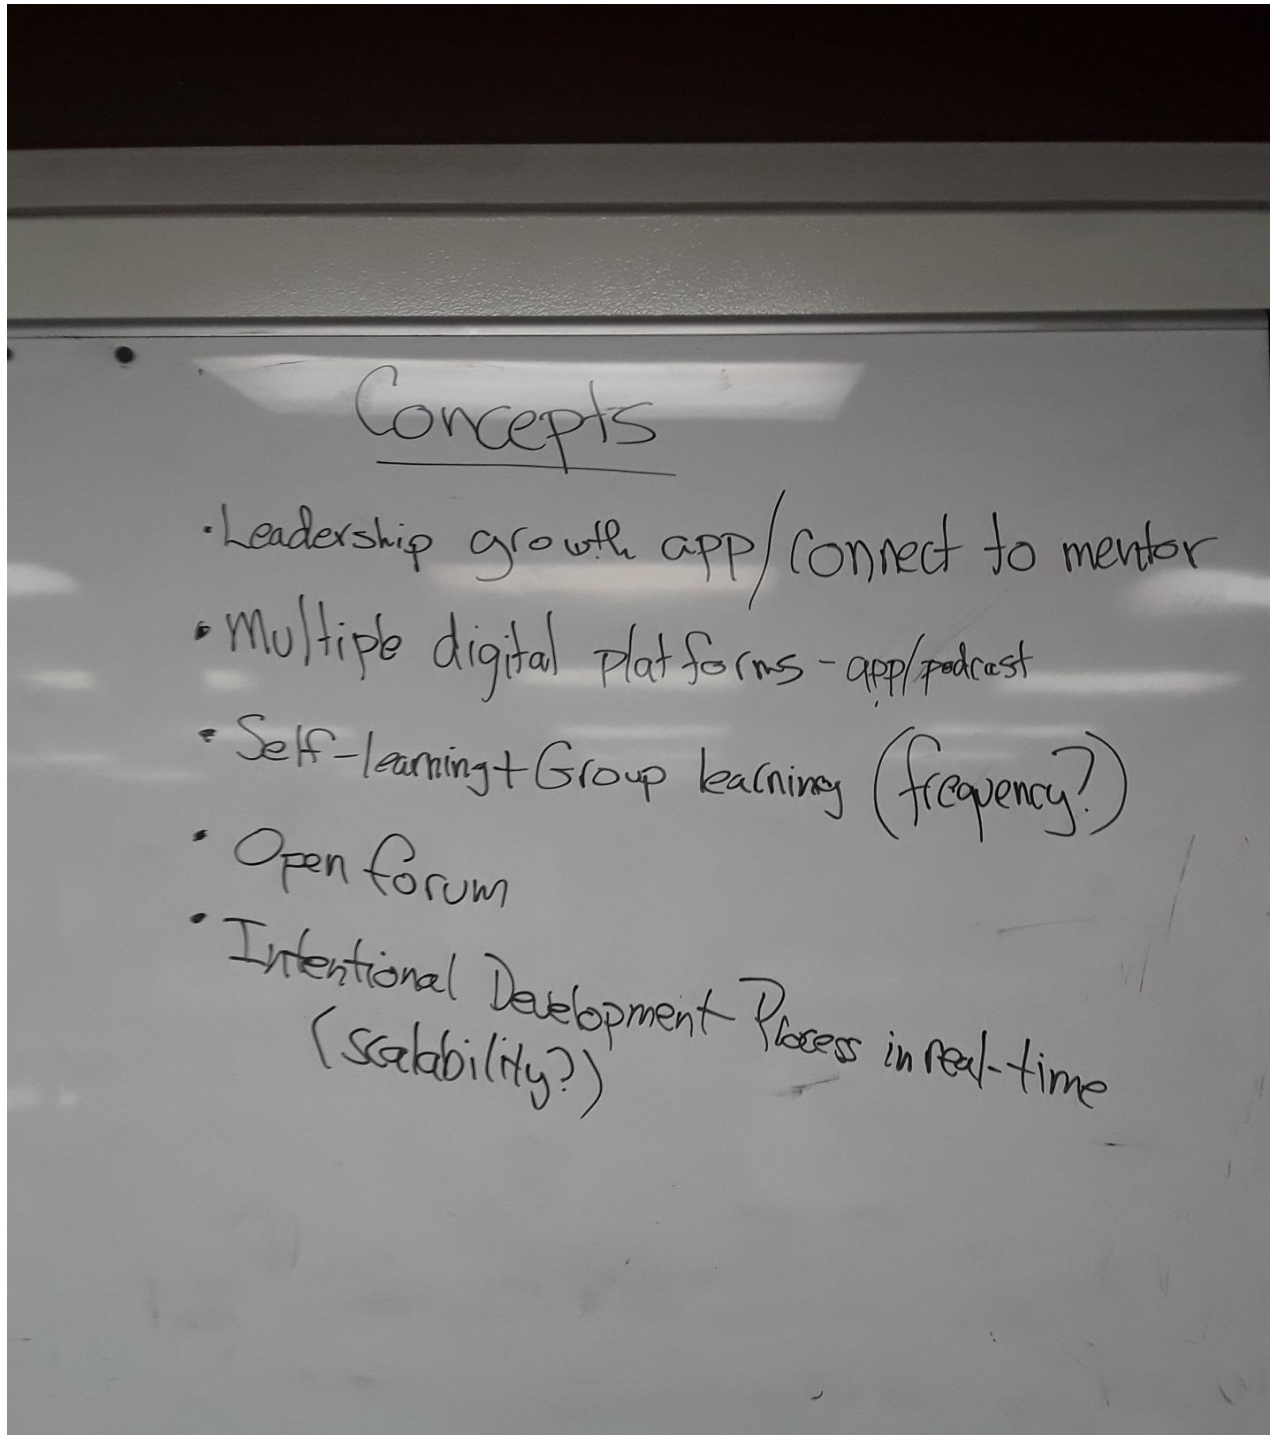 Concepts
· Leadership growth app/connect to mentor
· Multiple digital platforms - app/podcast
· Self-learning + Group learning (frequency?)
· Open forum
· Intentional Development Process in real-time
(scalability?)